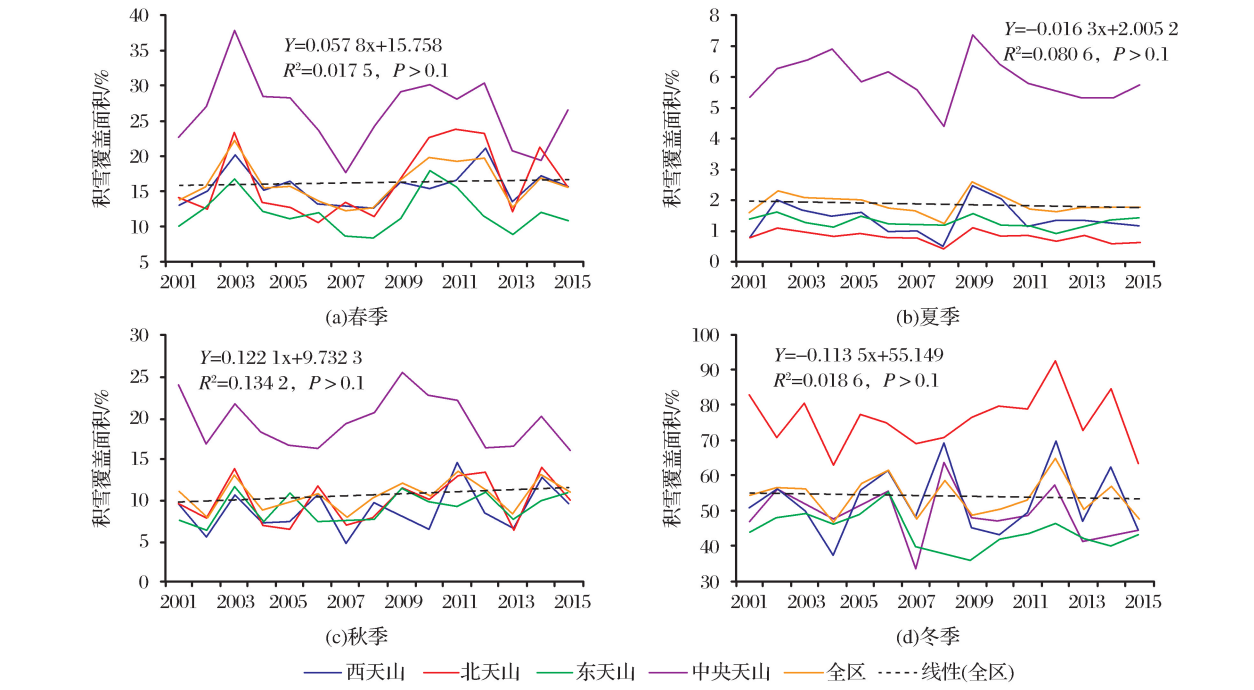 积雪覆盖面积/%
40
35
30
25
20
15
10
5
Y=0.057 8x+15.758
R²=0.017 5，P＞0.1
2001 2003 2005 2007 2009 2011 2013 2015
(a)春季
积雪覆盖面积/%
8
7
6
5
4
3
2
1
0
Y=−0.016 3x+2.005 2
R²=0.080 6，P＞0.1
2001 2003 2005 2007 2009 2011 2013 2015
(b)夏季
积雪覆盖面积/%
30
25
20
15
10
5
0
Y=0.122 1x+9.732 3
R²=0.134 2，P＞0.1
2001 2003 2005 2007 2009 2011 2013 2015
(c)秋季
积雪覆盖面积/%
100
90
80
70
60
50
40
30
Y=−0.113 5x+55.149
R²=0.018 6，P＞0.1
2001 2003 2005 2007 2009 2011 2013 2015
(d)冬季
西天山 北天山 东天山 中央天山 全区 线性(全区)